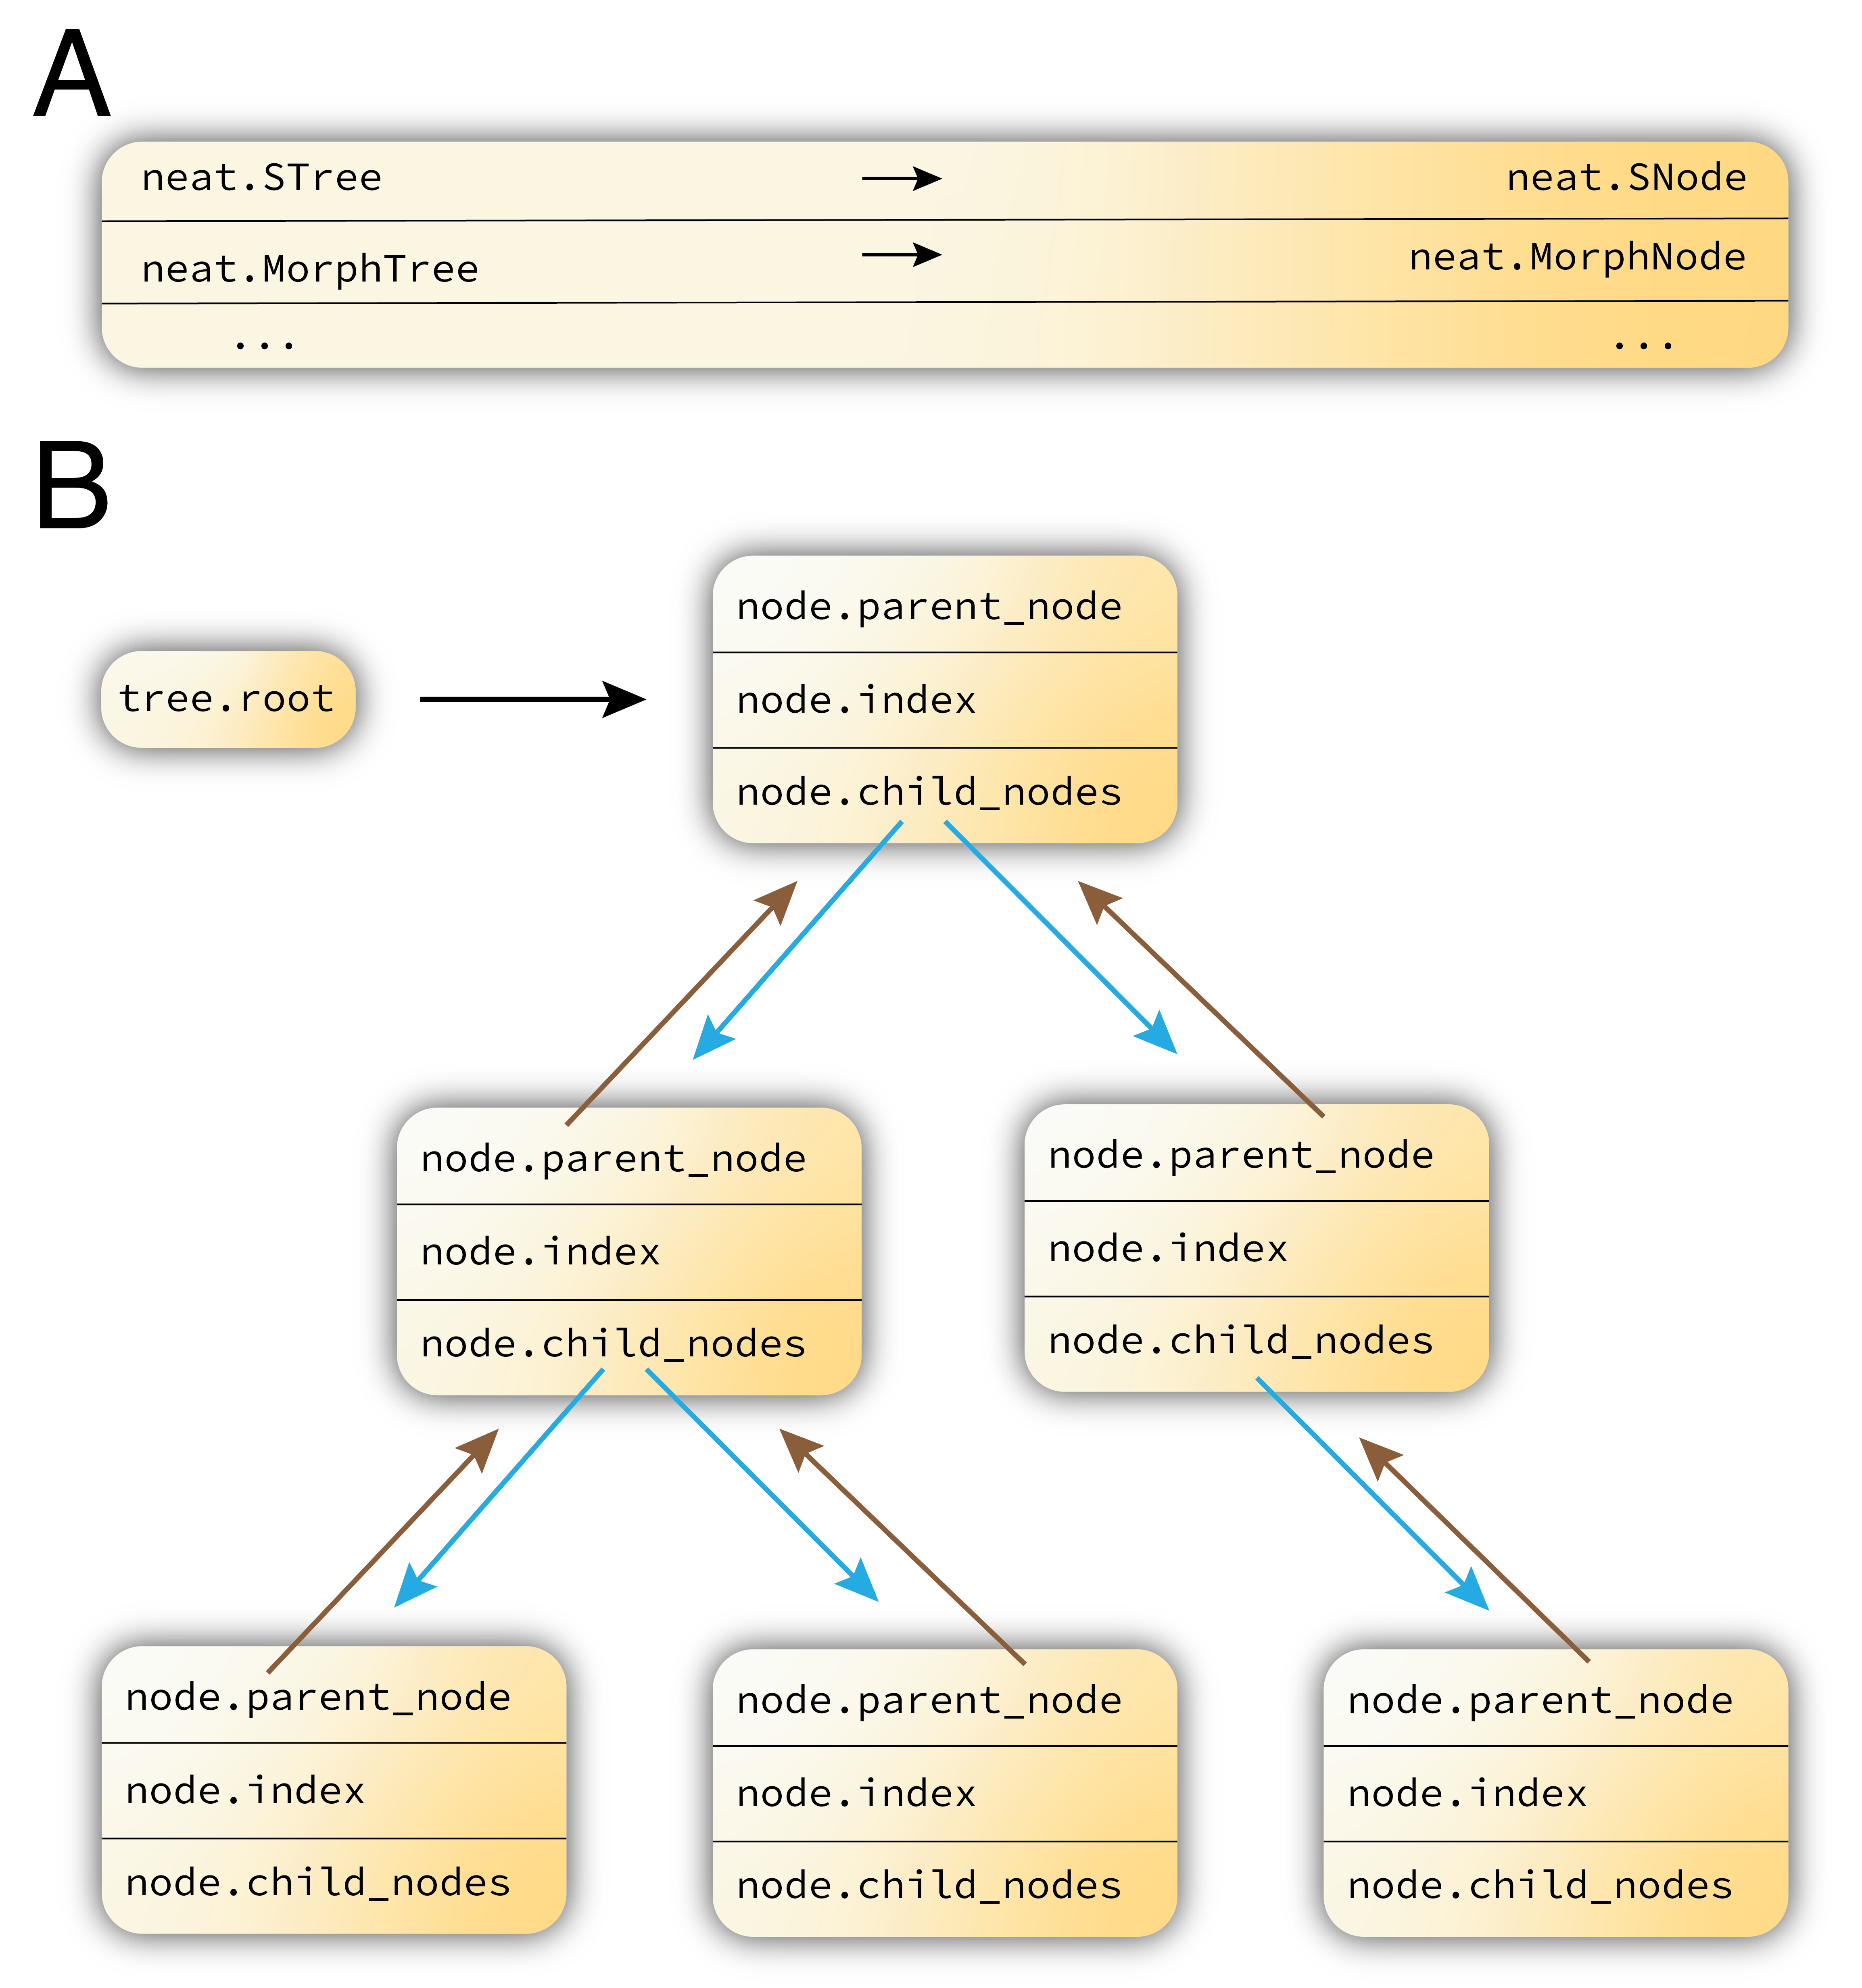 A
neat.STree neat.SNode
neat.MorphTree neat.MorphNode
... ...
B
tree.root
node.parent_node
node.index
node.child_nodes
node.parent_node
node.index
node.child_nodes
node.parent_node
node.index
node.child_nodes
node.parent_node
node.index
node.child_nodes
node.parent_node
node.index
node.child_nodes
node.parent_node
node.index
node.child_nodes